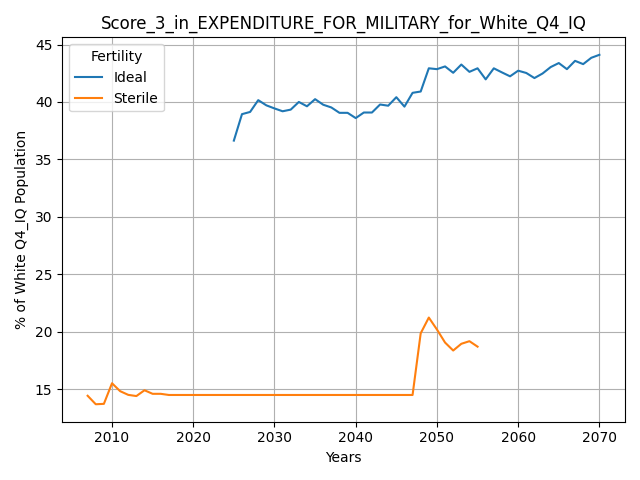 Score_3_in_EXPENDITURE_FOR_MILITARY_for_White_Q4_IQ
Fertility
Ideal
Sterile
% of White Q4_IQ Population
45
40
35
30
25
20
15
2010 2020 2030 2040 2050 2060 2070
Years